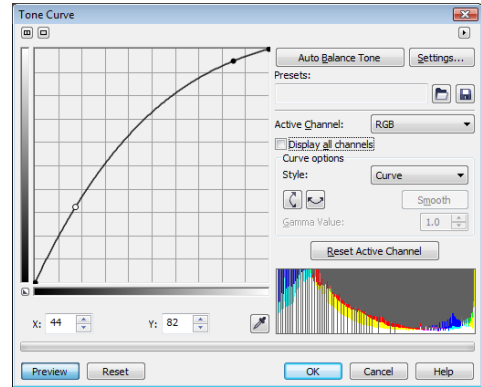 Tone Curve
Auto Balance Tone
Settings...
Presets:
Active Channel:
RGB
Display all channels
Curve options
Style:
Curve
Smooth
Gamma Value:
1.0
Reset Active Channel
X: 44
Y: 82
Preview
Reset
OK
Cancel
Help